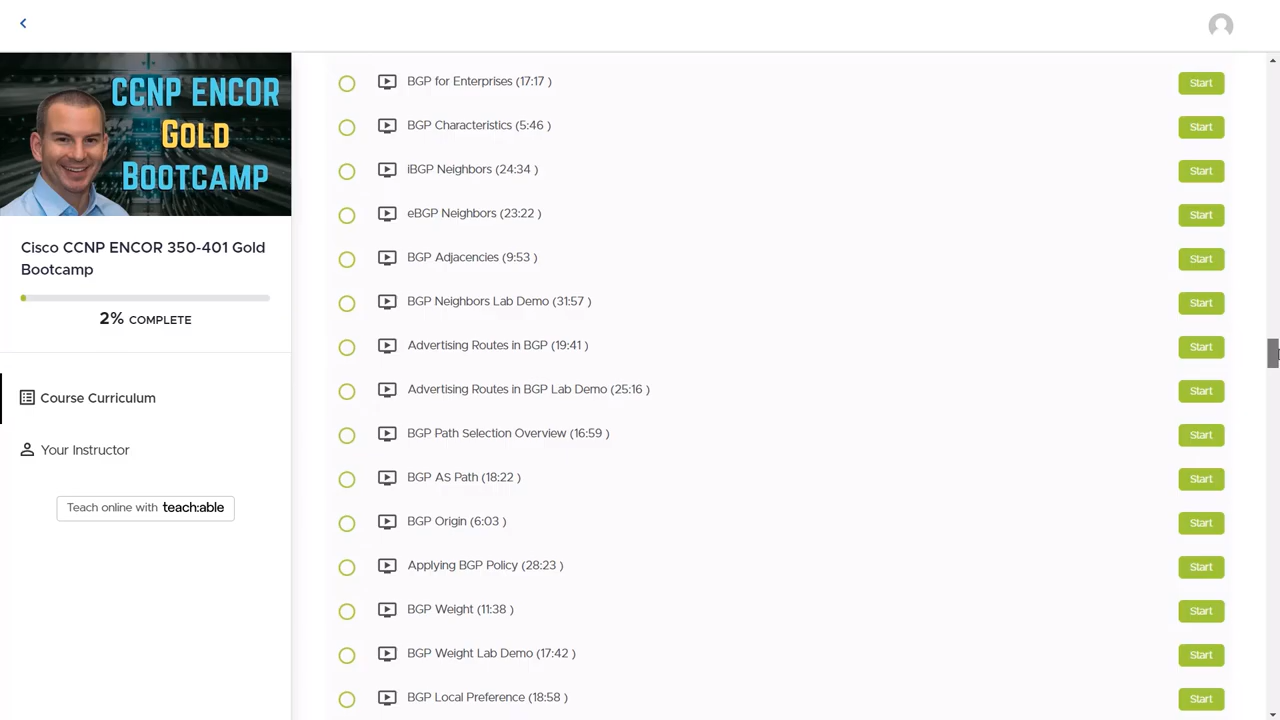 CCNP ENCOR
GOLD
BOOTCAMP
Cisco CCNP ENCOR 350-401 Gold
Bootcamp
2% COMPLETE
Course Curriculum
Your Instructor
Teach online with teach:able
BGP for Enterprises (17:17 )
Start
BGP Characteristics (5:46 )
Start
iBGP Neighbors (24:34 )
Start
eBGP Neighbors (23:22 )
Start
BGP Adjacencies (9:53 )
Start
BGP Neighbors Lab Demo (31:57 )
Start
Advertising Routes in BGP (19:41 )
Start
Advertising Routes in BGP Lab Demo (25:16 )
Start
BGP Path Selection Overview (16:59 )
Start
BGP AS Path (18:22 )
Start
BGP Origin (6:03 )
Start
Applying BGP Policy (28:23 )
Start
BGP Weight (11:38 )
Start
BGP Weight Lab Demo (17:42 )
Start
BGP Local Preference (18:58 )
Start